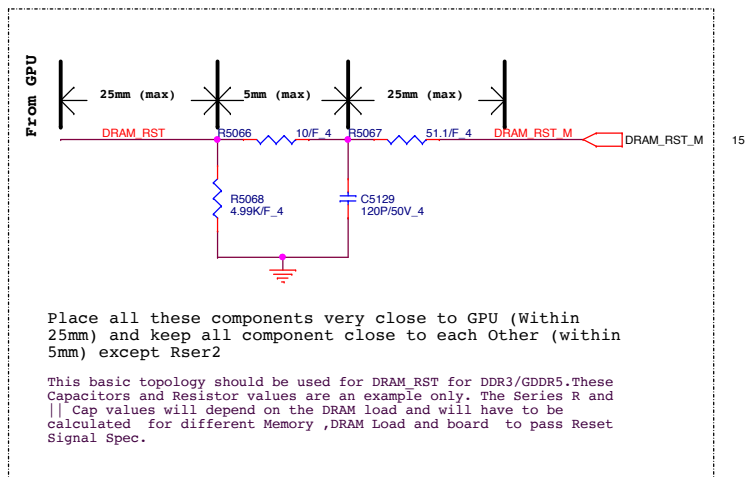 From GPU
25mm (max)
5mm (max)
25mm (max)
DRAM_RST
R5066
10/F_4
R5067
51.1/F_4
DRAM_RST_M
DRAM_RST_M
15
R5068
4.99K/F_4
C5129
120P/50V_4
Place all these components very close to GPU (Within
25mm) and keep all component close to each Other (within
5mm) except Rser2
This basic topology should be used for DRAM_RST for DDR3/GDDR5.These
Capacitors and Resistor values are an example only. The Series R and
|| Cap values will depend on the DRAM load and will have to be
calculated  for different Memory ,DRAM Load and board  to pass Reset
Signal Spec.